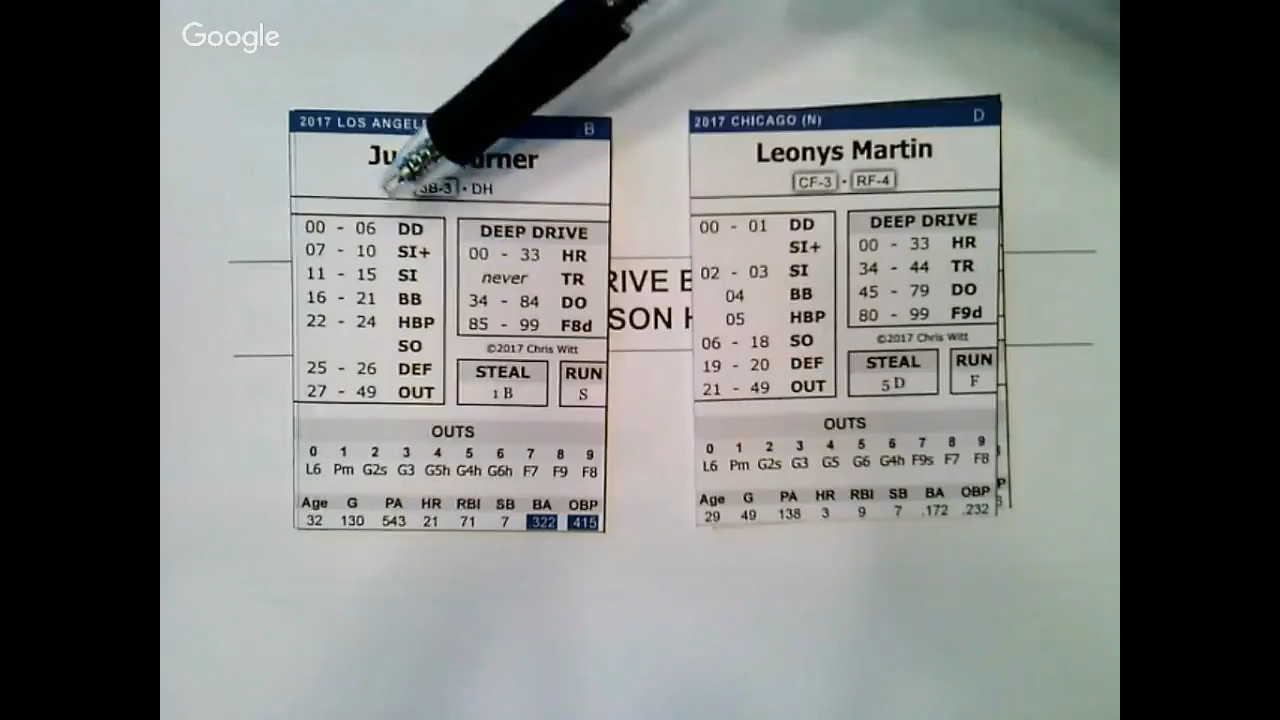 Google
2017 LOS ANGEL
B
Ju
urner
3B-3 • DH
00 - 06 DD
07 - 10 SI+
11 - 15 SI
16 - 21 BB
22 - 24 HBP
SO
25 - 26 DEF
27 - 49 OUT
DEEP DRIVE
00 - 33 HR
never TR
34 - 84 DO
85 - 99 F8d
©2017 Chris Witt
STEAL
1 B
RUN
S
OUTS
0 1 2 3 4 5 6 7 8 9
L6 Pm G2s G3 G5h G4h G6h F7 F9 F8
Age G PA HR RBI SB BA OBP
32 130 543 21 71 7 .322 .415
RIVE
SON
2017 CHICAGO (N)
D
Leonys Martin
CF-3 • RF-4
00 - 01 DD
SI+
02 - 03 SI
04 BB
05 HBP
06 - 18 SO
19 - 20 DEF
21 - 49 OUT
DEEP DRIVE
00 - 33 HR
34 - 44 TR
45 - 79 DO
80 - 99 F9d
©2017 Chris Witt
STEAL
5 D
RUN
F
OUTS
0 1 2 3 4 5 6 7 8 9
L6 Pm G2s G3 G5 G6 G4h F9s F7 F8
Age G PA HR RBI SB BA OBP
29 49 138 3 9 7 .172 .232